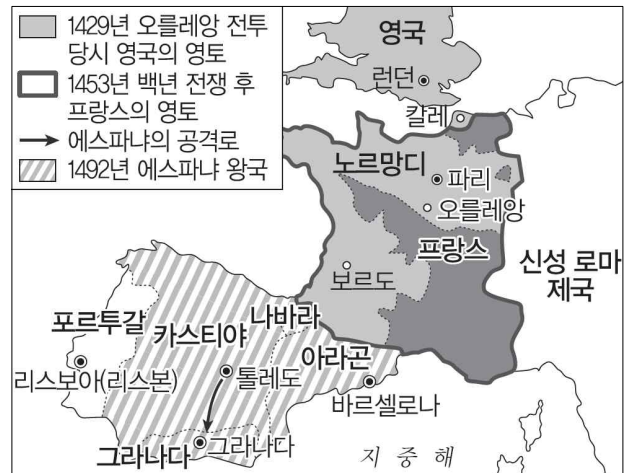 1429년 오를레앙 전투
당시 영국의 영토
1453년 백년 전쟁 후
프랑스의 영토
에스파냐의 공격로
1492년 에스파냐 왕국
영국
런던
칼레
노르망디
파리
오를레앙
프랑스
신성 로마
제국
보르도
나바라
포르투갈
카스티야
아라곤
리스보아(리스본)
톨레도
바르셀로나
그라나다
그라나다
지중해